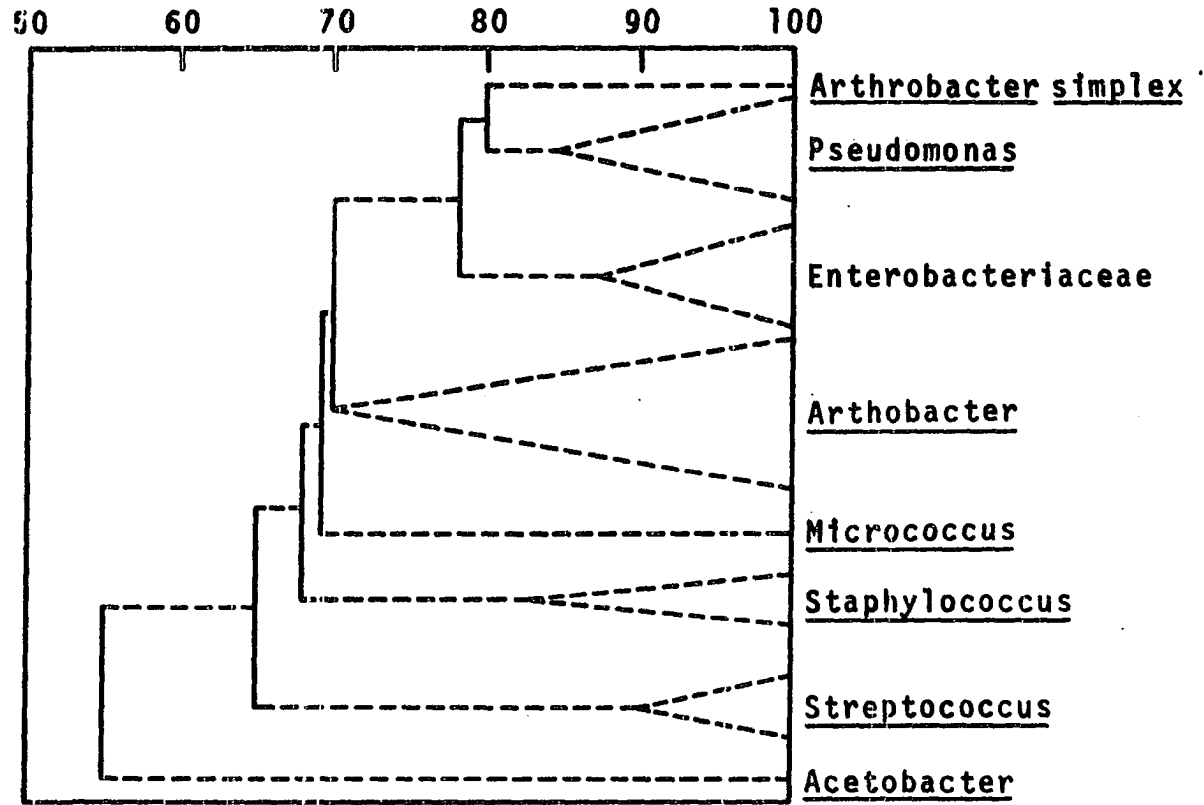 50 60 70 80 90 100
Arthrobacter simplex
Pseudomonas
Enterobacteriaceae
Arthobacter
Micrococcus
Staphylococcus
Streptococcus
Acetobacter